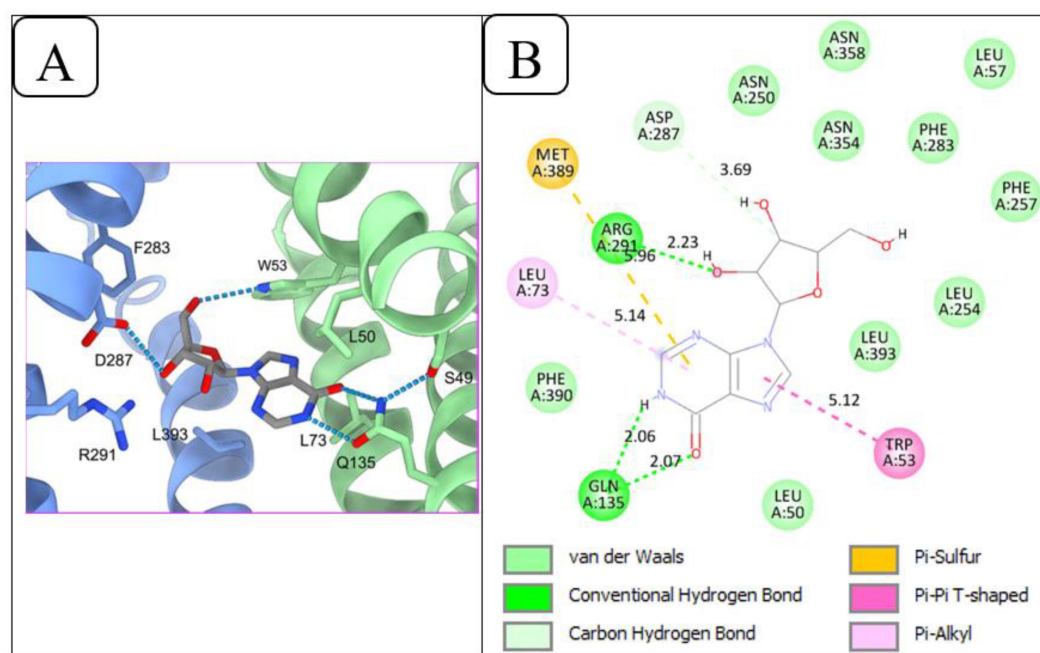 A
F283
W53
L50
D287
S49
L393
L73
Q135
R291
B
ASN
A:358
LEU
A:57
ASN
A:250
ASP
A:287
ASN
A:354
PHE
A:283
MET
A:389
3.69
PHE
A:257
H
O
ARG
A:291
2.23
5.96
H
O
O
H
LEU
A:73
O
LEU
A:254
5.14
N
N
LEU
A:393
PHE
A:390
N
N
H
5.12
2.06
O
2.07
TRP
A:53
GLN
A:135
LEU
A:50
van der Waals
Conventional Hydrogen Bond
Carbon Hydrogen Bond
Pi-Sulfur
Pi-Pi T-shaped
Pi-Alkyl